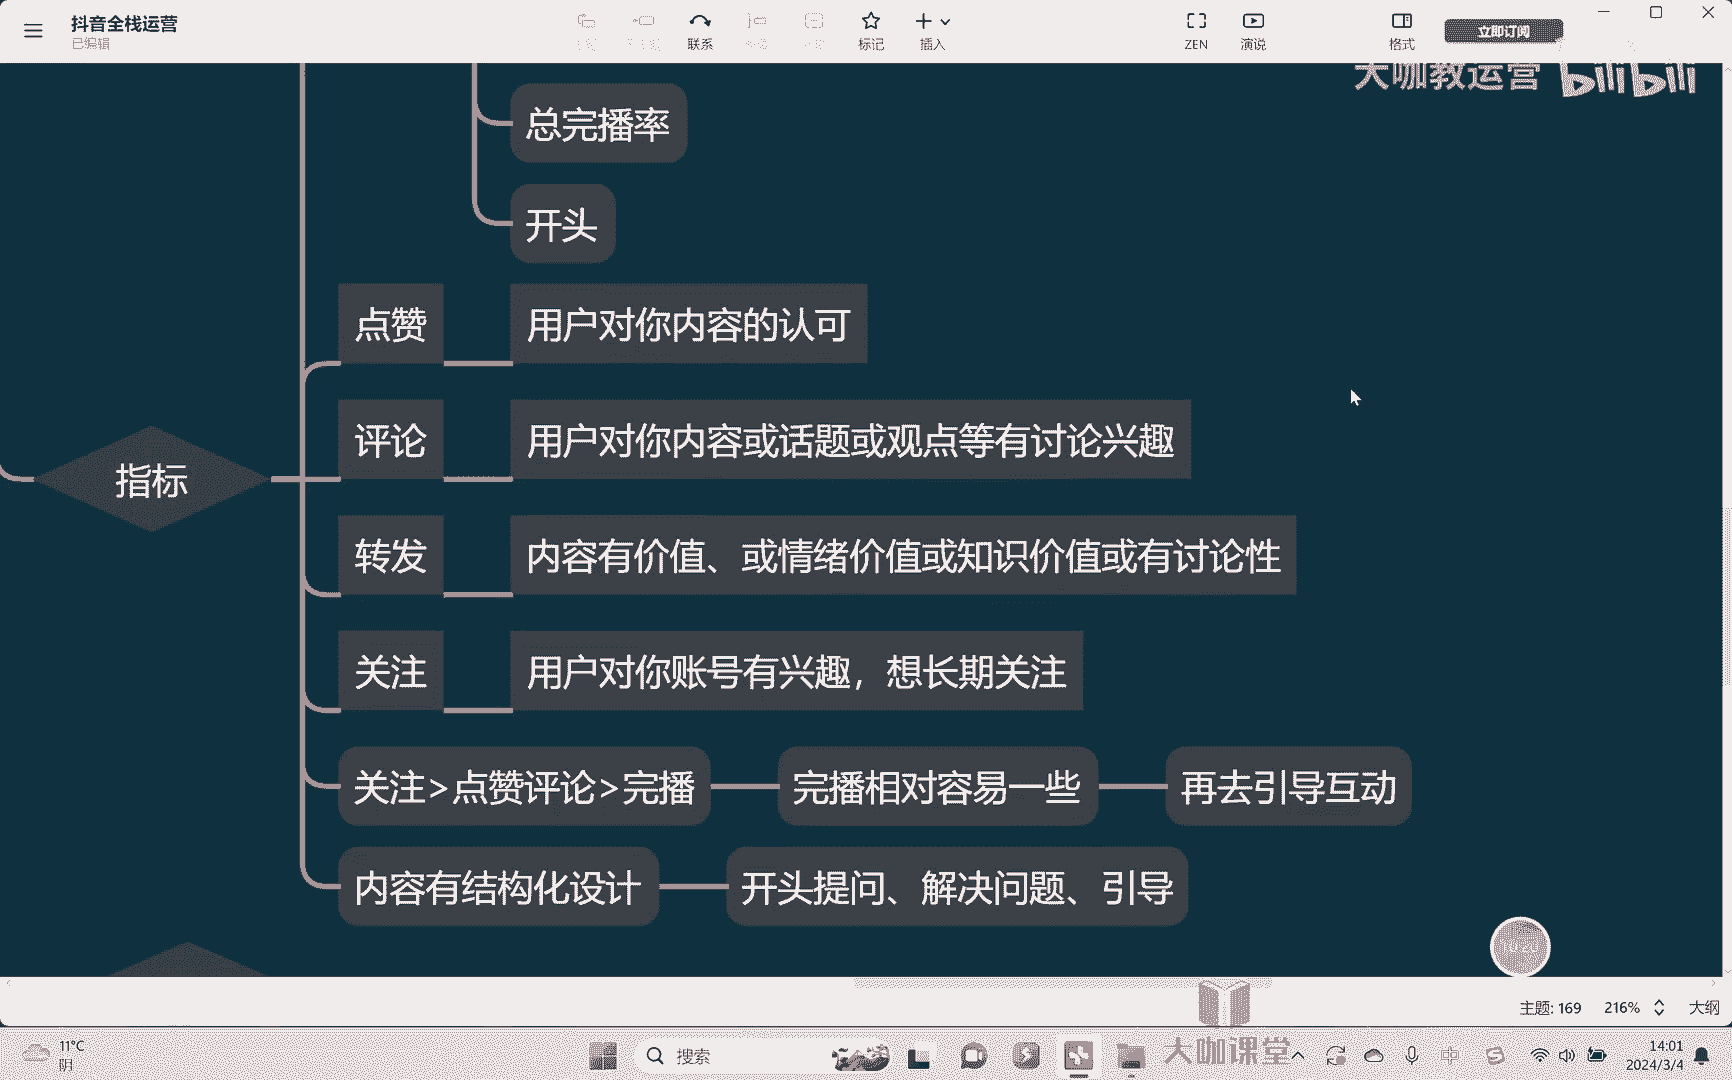 抖音全栈运营
已编辑
联系
标记
插入
ZEN
演说
格式
立即订阅
大咖教运营 bilibili
总完播率
开头
点赞
用户对你内容的认可
评论
用户对你内容或话题或观点等有讨论兴趣
指标
转发
内容有价值、或情绪价值或知识价值或有讨论性
关注
用户对你账号有兴趣，想长期关注
关注>点赞评论>完播
完播相对容易一些
再去引导互动
内容有结构化设计
开头提问、解决问题、引导
主题: 169
216%
大纲
11°C
阴
搜索
大咖课堂
中
14:01
2024/3/4